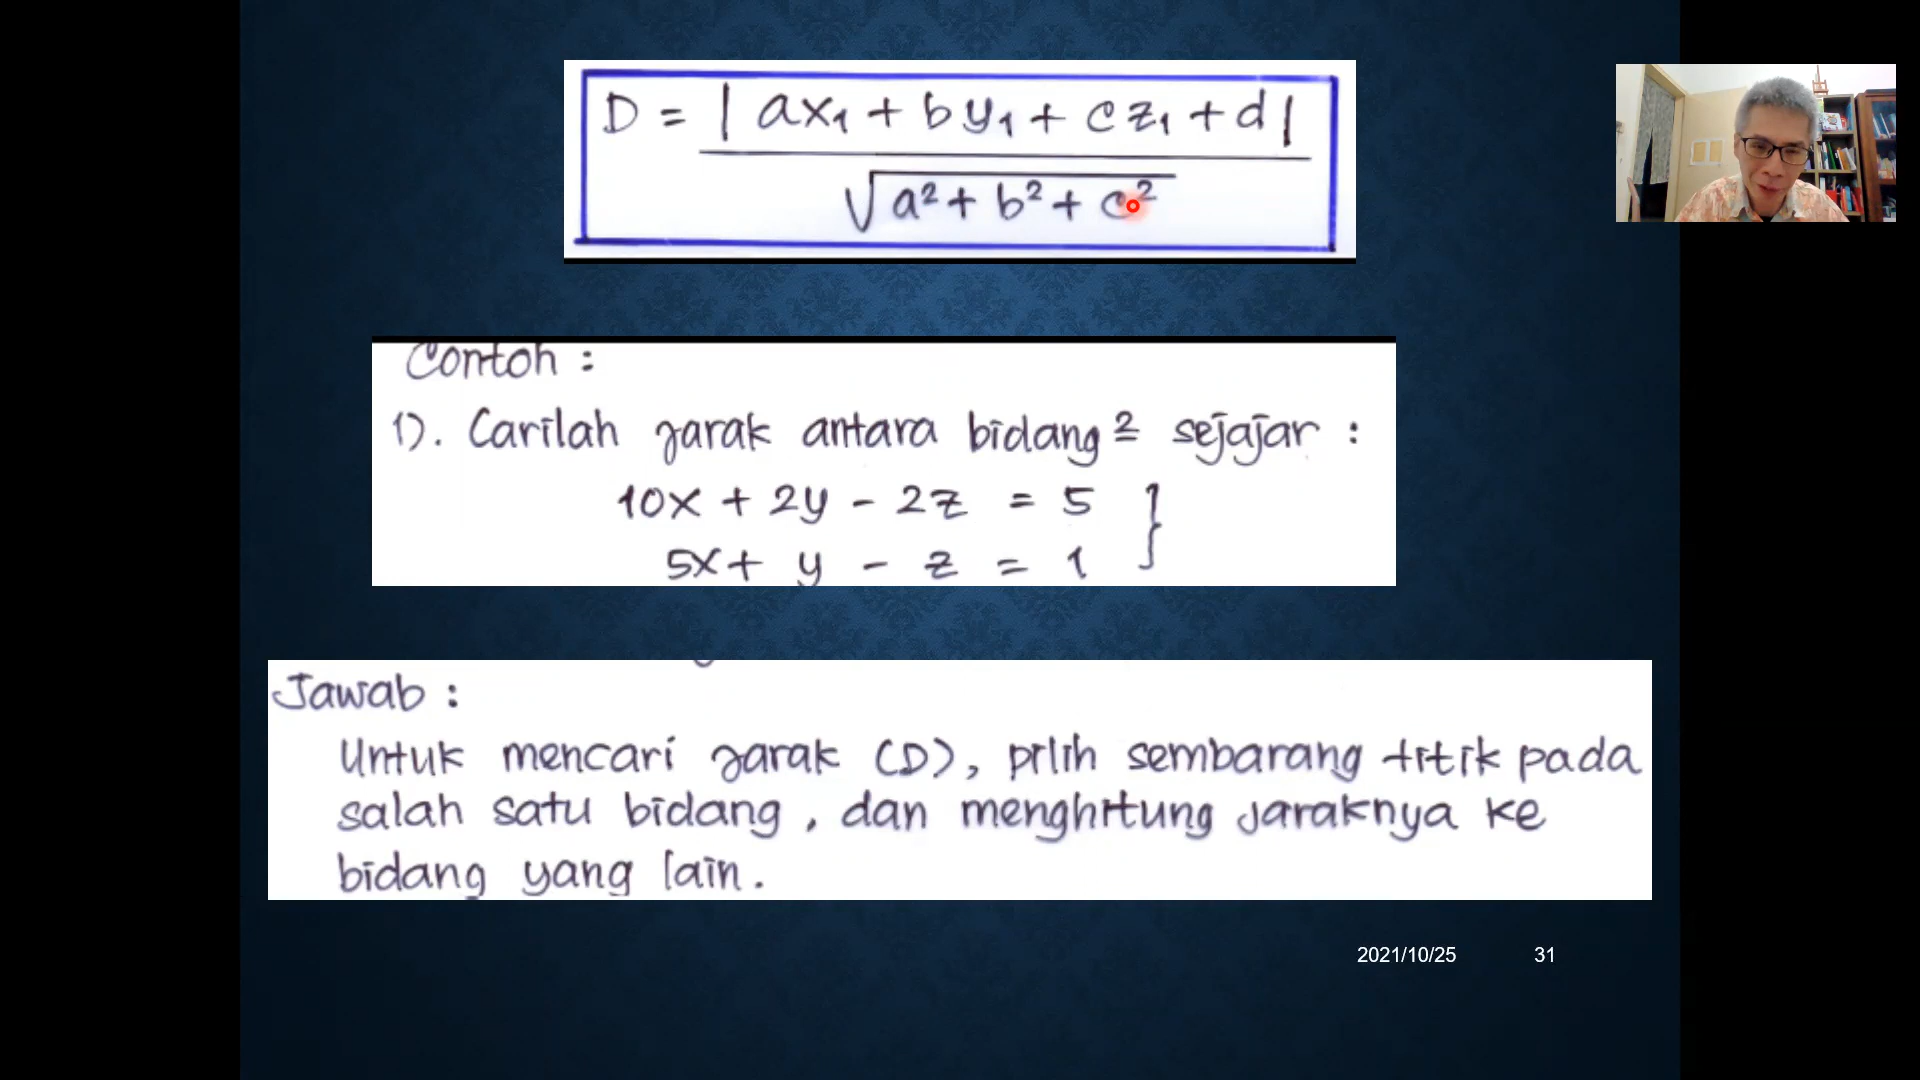 D = | ax₁ + by₁ + cz₁ + d |
√a² + b² + c²
Contoh :
1). Carilah jarak antara bidang² sejajar :
10x + 2y - 2z = 5 }
5x + y - z = 1
Jawab :
Untuk mencari jarak (D), pilih sembarang titik pada
salah satu bidang, dan menghitung jaraknya ke
bidang yang lain.
2021/10/25 31